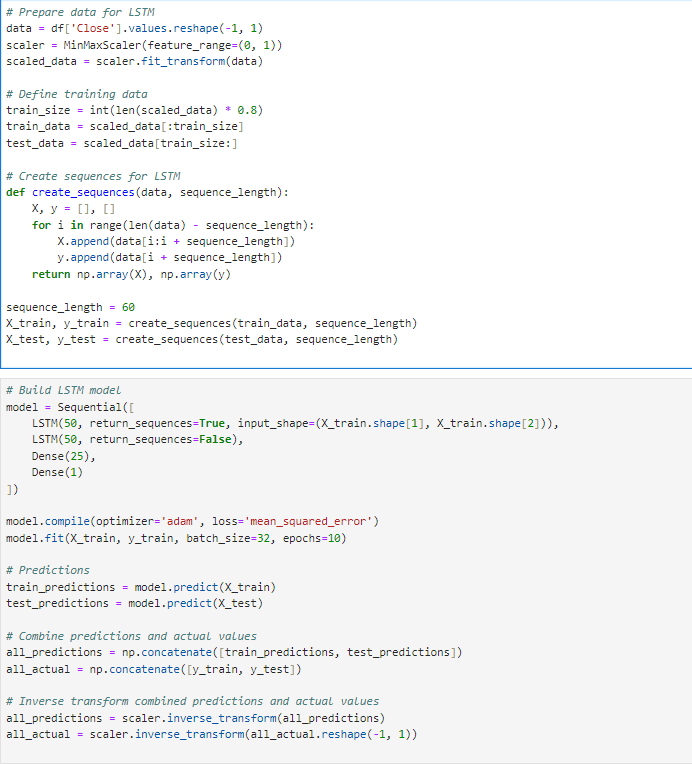 # Prepare data for LSTM
data = df['Close'].values.reshape(-1, 1)
scaler = MinMaxScaler(feature_range=(0, 1))
scaled_data = scaler.fit_transform(data)

# Define training data
train_size = int(len(scaled_data) * 0.8)
train_data = scaled_data[:train_size]
test_data = scaled_data[train_size:]

# Create sequences for LSTM
def create_sequences(data, sequence_length):
    X, y = [], []
    for i in range(len(data) - sequence_length):
        X.append(data[i:i + sequence_length])
        y.append(data[i + sequence_length])
    return np.array(X), np.array(y)

sequence_length = 60
X_train, y_train = create_sequences(train_data, sequence_length)
X_test, y_test = create_sequences(test_data, sequence_length)

# Build LSTM model
model = Sequential([
    LSTM(50, return_sequences=True, input_shape=(X_train.shape[1], X_train.shape[2])),
    LSTM(50, return_sequences=False),
    Dense(25),
    Dense(1)
])

model.compile(optimizer='adam', loss='mean_squared_error')
model.fit(X_train, y_train, batch_size=32, epochs=10)

# Predictions
train_predictions = model.predict(X_train)
test_predictions = model.predict(X_test)

# Combine predictions and actual values
all_predictions = np.concatenate([train_predictions, test_predictions])
all_actual = np.concatenate([y_train, y_test])

# Inverse transform combined predictions and actual values
all_predictions = scaler.inverse_transform(all_predictions)
all_actual = scaler.inverse_transform(all_actual.reshape(-1, 1))